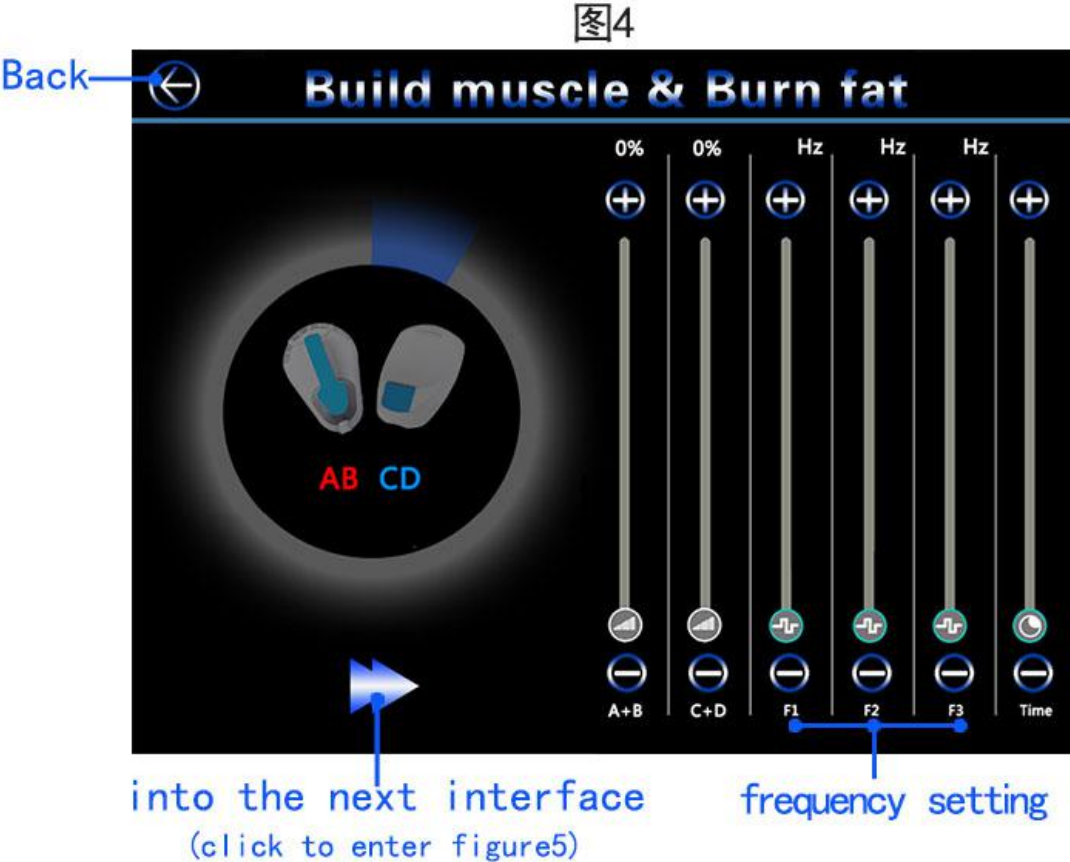 图4
Back
Build muscle & Burn fat
0% 0% Hz Hz Hz
AB CD
A+B C+D F1 F2 F3 Time
into the next interface
(click to enter figure5)
frequency setting